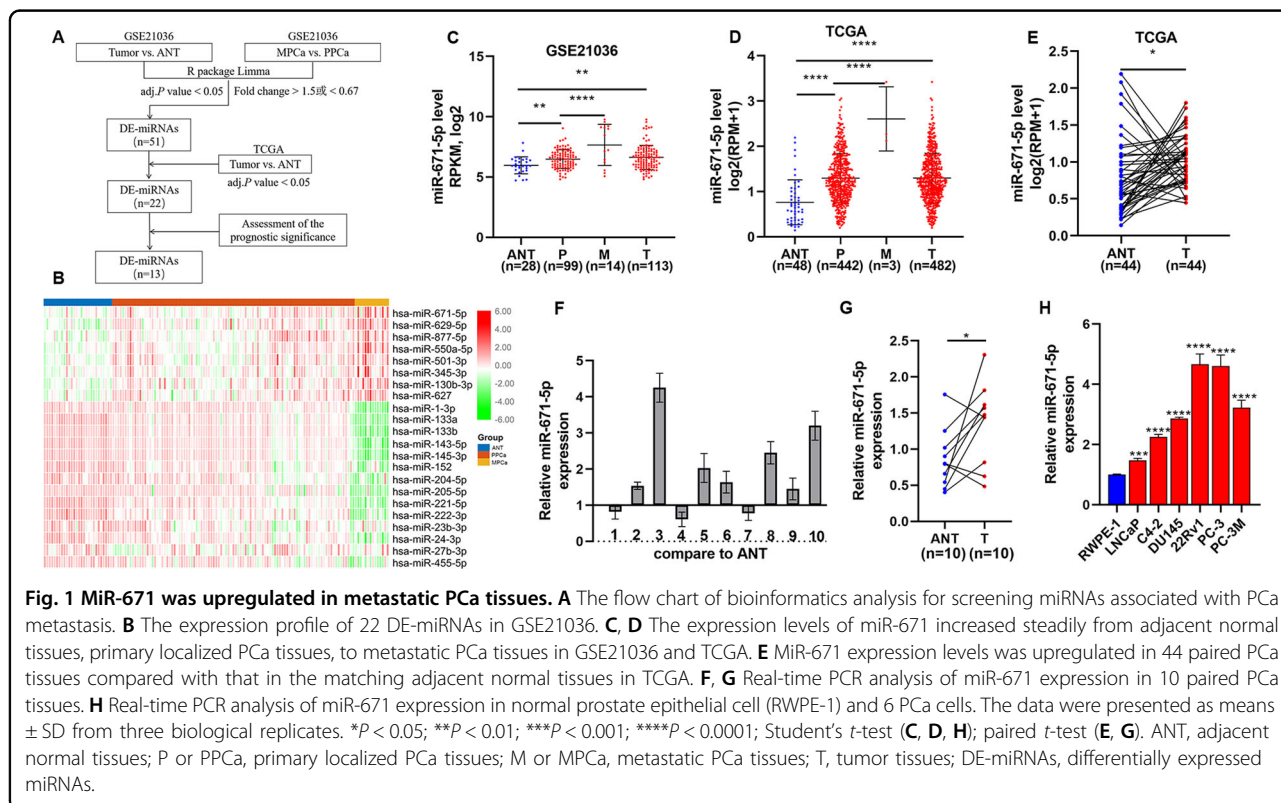 A
GSE21036
GSE21036
Tumor vs. ANT
MPCa vs. PPCa
R package Limma
adj.P value < 0.05
Fold change > 1.5或 < 0.67
DE-miRNAs
(n=51)
TCGA
Tumor vs. ANT
adj.P value < 0.05
DE-miRNAs
(n=22)
Assessment of the
prognostic significance
DE-miRNAs
(n=13)
B
hsa-miR-671-5p
hsa-miR-629-5p
hsa-miR-877-5p
hsa-miR-550a-5p
hsa-miR-501-3p
hsa-miR-345-3p
hsa-miR-130b-3p
hsa-miR-627
hsa-miR-1-3p
hsa-miR-133a
hsa-miR-133b
hsa-miR-143-5p
hsa-miR-145-3p
hsa-miR-152
hsa-miR-204-5p
hsa-miR-205-5p
hsa-miR-221-5p
hsa-miR-222-3p
hsa-miR-23b-3p
hsa-miR-24-3p
hsa-miR-27b-3p
hsa-miR-455-5p
6.00
4.00
2.00
0.00
-2.00
-4.00
-6.00
Group
ANT
PPCa
MPCa
C
GSE21036
miR-671-5p level
RPKM, log2
15
10
5
0
**
**
****
ANT P M T
(n=28) (n=99) (n=14) (n=113)
D
TCGA
miR-671-5p level
log2(RPM+1)
4
3
2
1
0
****
****
****
ANT P M T
(n=48) (n=442) (n=3) (n=482)
E
TCGA
*
miR-671-5p level
log2(RPM+1)
2.5
2.0
1.5
1.0
0.5
0.0
ANT T
(n=44) (n=44)
F
Relative miR-671-5p
expression
5
4
3
2
1
0
1 2 3 4 5 6 7 8 9 10
compare to ANT
G
Relative miR-671-5p
expression
2.5
2.0
1.5
1.0
0.5
0.0
*
ANT T
(n=10) (n=10)
H
Relative miR-671-5p
expression
6
4
2
0
*** **** **** **** **** ****
RWPE-1
LNCaP
C4-2
DU145
22Rv1
PC-3
PC-3M
Fig. 1 MiR-671 was upregulated in metastatic PCa tissues. A The flow chart of bioinformatics analysis for screening miRNAs associated with PCa
metastasis. B The expression profile of 22 DE-miRNAs in GSE21036. C, D The expression levels of miR-671 increased steadily from adjacent normal
tissues, primary localized PCa tissues, to metastatic PCa tissues in GSE21036 and TCGA. E MiR-671 expression levels was upregulated in 44 paired PCa
tissues compared with that in the matching adjacent normal tissues in TCGA. F, G Real-time PCR analysis of miR-671 expression in 10 paired PCa
tissues. H Real-time PCR analysis of miR-671 expression in normal prostate epithelial cell (RWPE-1) and 6 PCa cells. The data were presented as means
± SD from three biological replicates. *P < 0.05; **P < 0.01; ***P < 0.001; ****P < 0.0001; Student's t-test (C, D, H); paired t-test (E, G). ANT, adjacent
normal tissues; P or PPCa, primary localized PCa tissues; M or MPCa, metastatic PCa tissues; T, tumor tissues; DE-miRNAs, differentially expressed
miRNAs.